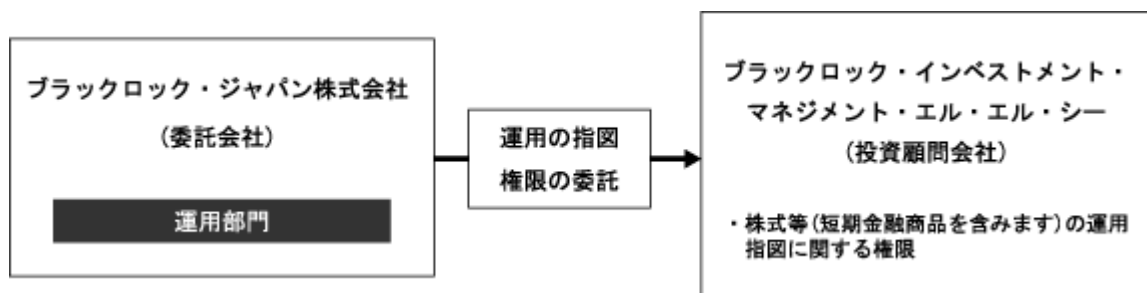 ブラックロック・ジャパン株式会社
(委託会社)
運用部門
運用の指図
権限の委託
ブラックロック・インベストメント・
マネジメント・エル・エル・シー
(投資顧問会社)
・株式等(短期金融商品を含みます)の運用
指図に関する権限